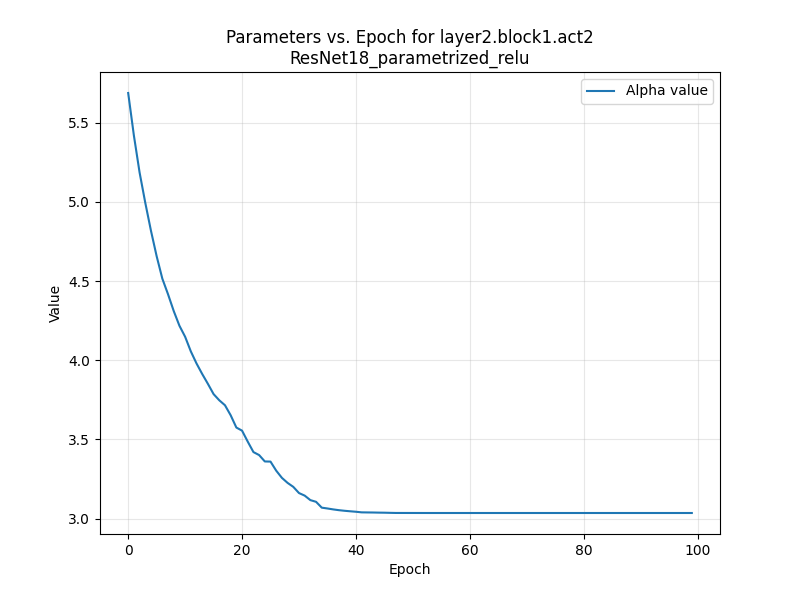 Parameters vs. Epoch for layer2.block1.act2
ResNet18_parametrized_relu
Alpha value
5.5
5.0
4.5
4.0
3.5
3.0
Value
0 20 40 60 80 100
Epoch